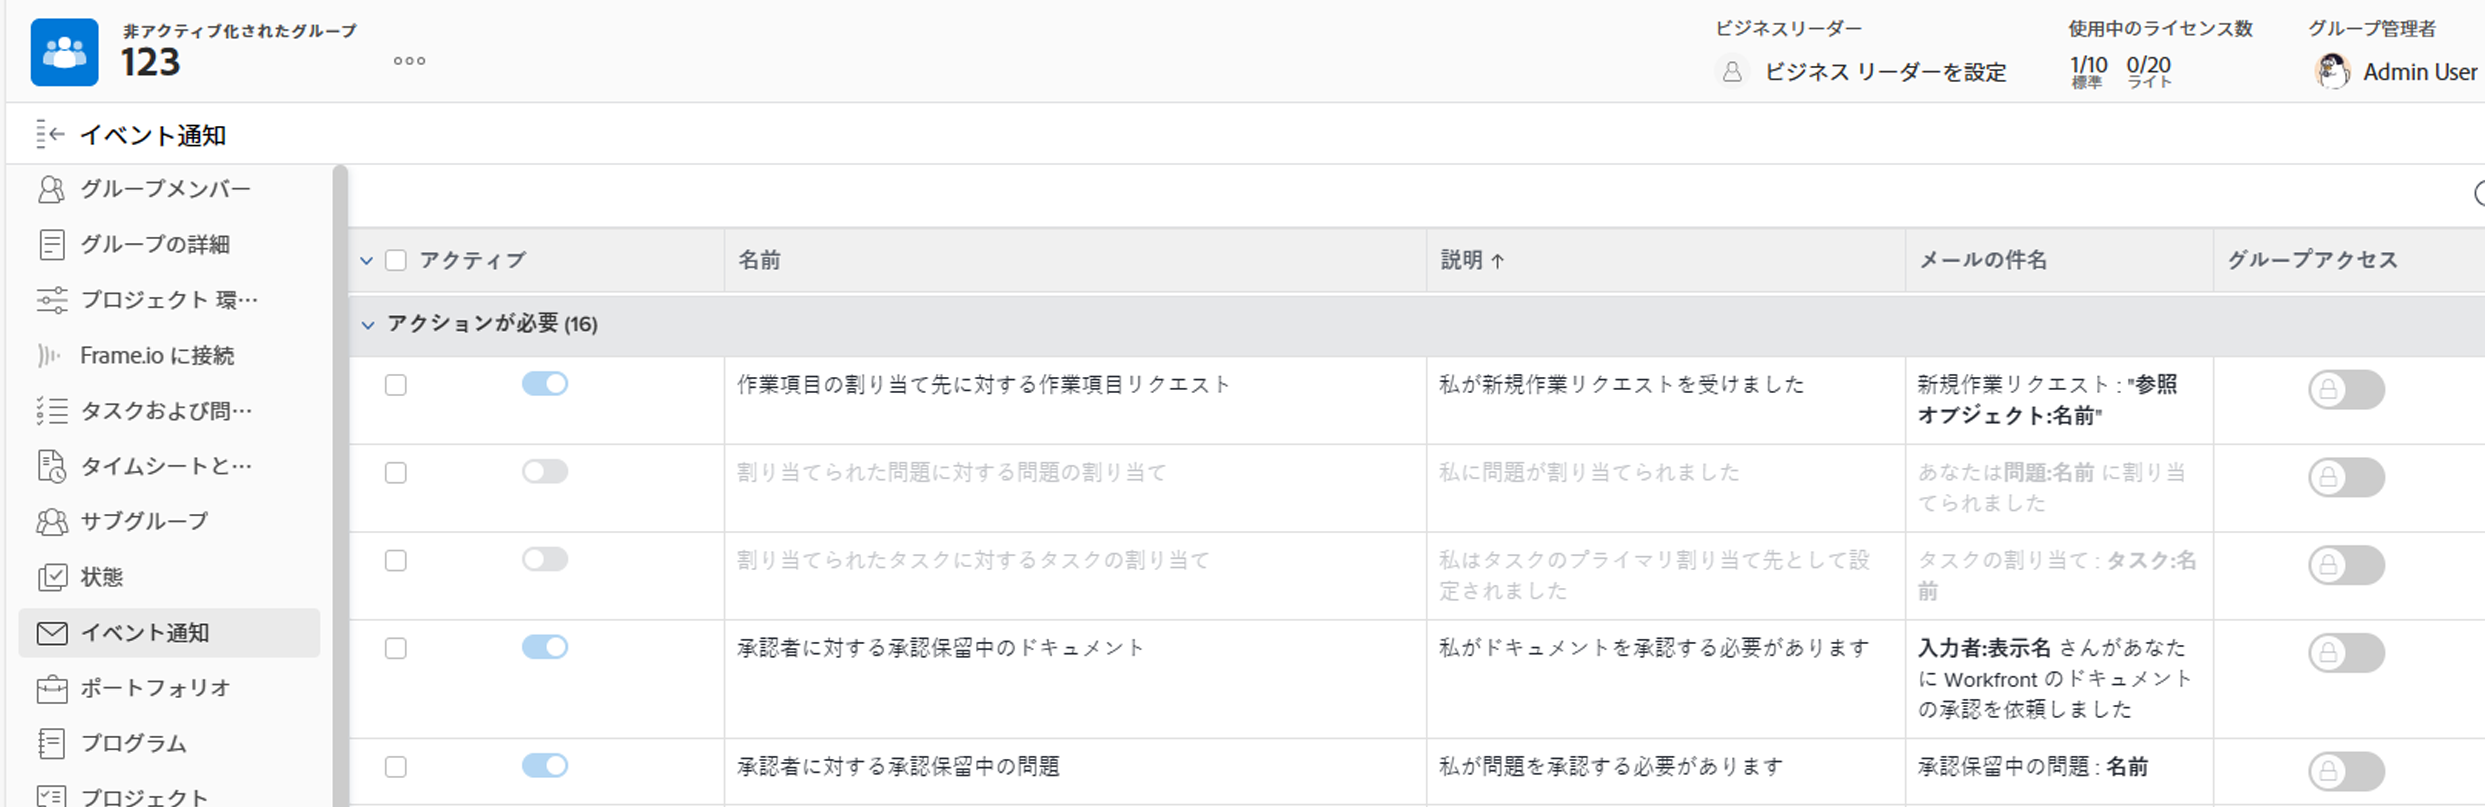 非アクティブ化されたグループ
123
ビジネスリーダー
ビジネス リーダーを設定
使用中のライセンス数
1/10 0/20
標準 ライト
グループ管理者
Admin User
イベント通知
グループメンバー
グループの詳細
プロジェクト 環…
Frame.io に接続
タスクおよび問…
タイムシートと…
サブグループ
状態
イベント通知
ポートフォリオ
プログラム
プロジェクト
アクティブ 名前 説明 ↑ メールの件名 グループアクセス
アクションが必要 (16)
作業項目の割り当て先に対する作業項目リクエスト
私が新規作業リクエストを受けました
新規作業リクエスト : "参照
オブジェクト:名前"
割り当てられた問題に対する問題の割り当て
私に問題が割り当てられました
あなたは問題:名前 に割り当
てられました
割り当てられたタスクに対するタスクの割り当て
私はタスクのプライマリ割り当て先として設
定されました
タスクの割り当て : タスク:名
前
承認者に対する承認保留中のドキュメント
私がドキュメントを承認する必要があります
入力者:表示名 さんがあなた
に Workfront のドキュメント
の承認を依頼しました
承認者に対する承認保留中の問題
私が問題を承認する必要があります
承認保留中の問題 : 名前